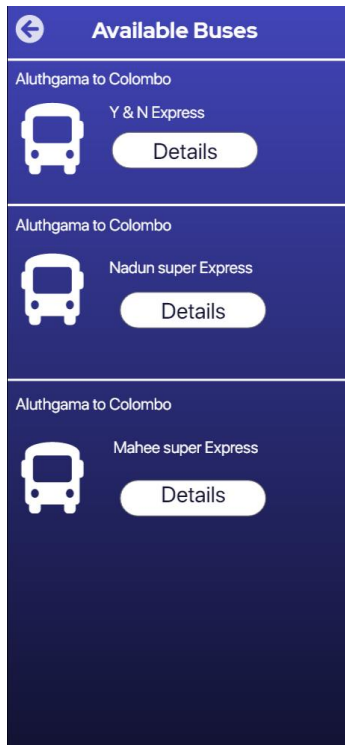 Available Buses
Aluthgama to Colombo
Y & N Express
Details
Aluthgama to Colombo
Nadun super Express
Details
Aluthgama to Colombo
Mahee super Express
Details